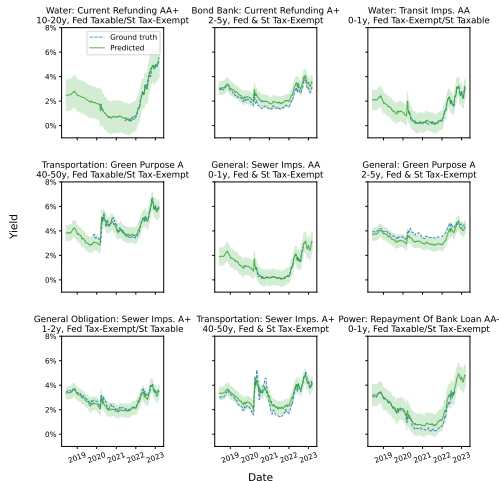 Water: Current Refunding AA+
10-20y, Fed Taxable/St Tax-Exempt
Bond Bank: Current Refunding A+
2-5y, Fed & St Tax-Exempt
Water: Transit Imps. AA
0-1y, Fed Tax-Exempt/St Taxable
Ground truth
Predicted
8%
6%
4%
2%
0%
Transportation: Green Purpose A
40-50y, Fed Taxable/St Tax-Exempt
General: Sewer Imps. AA
0-1y, Fed & St Tax-Exempt
General: Green Purpose A
2-5y, Fed & St Tax-Exempt
8%
6%
4%
2%
0%
Yield
General Obligation: Sewer Imps. A+
1-2y, Fed Tax-Exempt/St Taxable
Transportation: Sewer Imps. A+
40-50y, Fed & St Tax-Exempt
Power: Repayment Of Bank Loan AA-
0-1y, Fed Taxable/St Tax-Exempt
8%
6%
4%
2%
0%
2019 2020 2021 2022 2023
2019 2020 2021 2022 2023
2019 2020 2021 2022 2023
Date